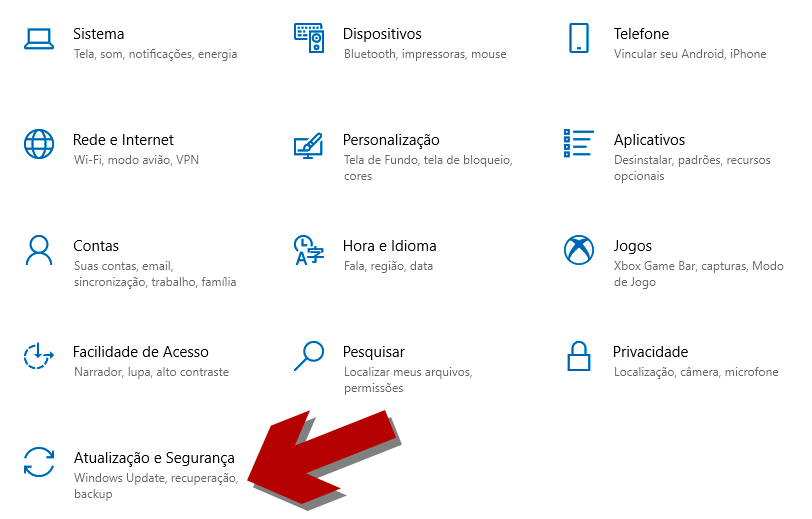 Sistema
Tela, som, notificações, energia
Dispositivos
Bluetooth, impressoras, mouse
Telefone
Vincular seu Android, iPhone
Rede e Internet
Wi-Fi, modo avião, VPN
Personalização
Tela de Fundo, tela de bloqueio,
cores
Aplicativos
Desinstalar, padrões, recursos
opcionais
Contas
Suas contas, email,
sincronização, trabalho, família
Hora e Idioma
Fala, região, data
Jogos
Xbox Game Bar, capturas, Modo
de Jogo
Facilidade de Acesso
Narrador, lupa, alto contraste
Pesquisar
Localizar meus arquivos,
permissões
Privacidade
Localização, câmera, microfone
Atualização e Segurança
Windows Update, recuperação,
backup